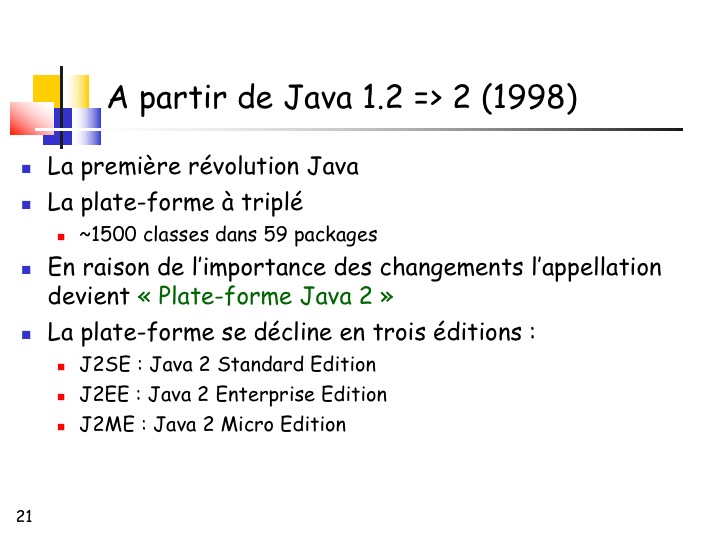 A partir de Java 1.2 => 2 (1998)
La première révolution Java
La plate-forme à triplé
~1500 classes dans 59 packages
En raison de l’importance des changements l’appellation
devient « Plate-forme Java 2 »
La plate-forme se décline en trois éditions :
J2SE : Java 2 Standard Edition
J2EE : Java 2 Enterprise Edition
J2ME : Java 2 Micro Edition
21